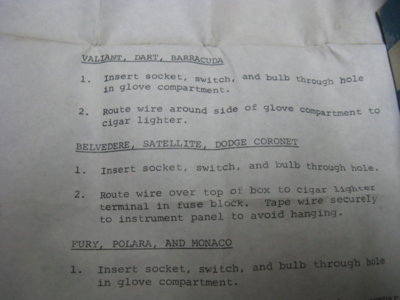 VALIANT, DART, BARRACUDA
1. Insert socket, switch, and bulb through hole
in glove compartment.
2. Route wire around side of glove compartment to
cigar lighter.
BELVEDERE, SATELLITE, DODGE CORONET
1. Insert socket, switch, and bulb through hole.
2. Route wire over top of box to cigar lighter
terminal in fuse block. Tape wire securely
to instrument panel to avoid hanging.
FURY, POLARA, AND MONACO
1. Insert socket, switch, and bulb through hole
in glove compartment.